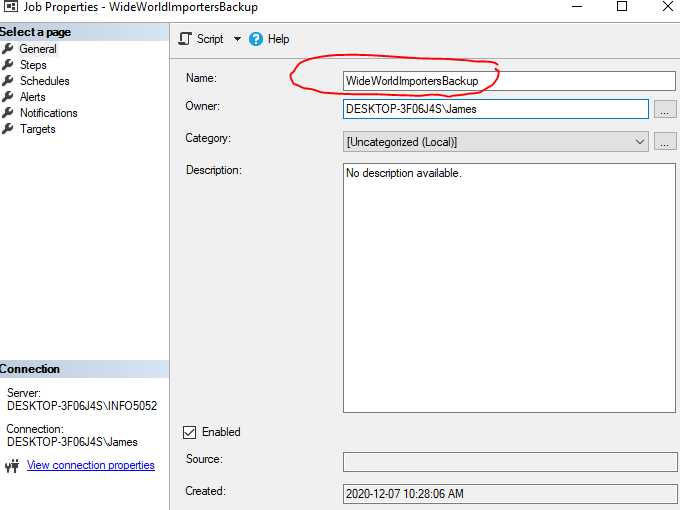 Job Properties - WideWorldImportersBackup
Select a page
General
Steps
Schedules
Alerts
Notifications
Targets
Script
Help
Name:
WideWorldImportersBackup
Owner:
DESKTOP-3F06J4S\James
...
Category:
[Uncategorized (Local)]
...
Description:
No description available.
Connection
Server:
DESKTOP-3F06J4S\INFO5052
Connection:
DESKTOP-3F06J4S\James
View connection properties
Enabled
Source:
Created:
2020-12-07 10:28:06 AM